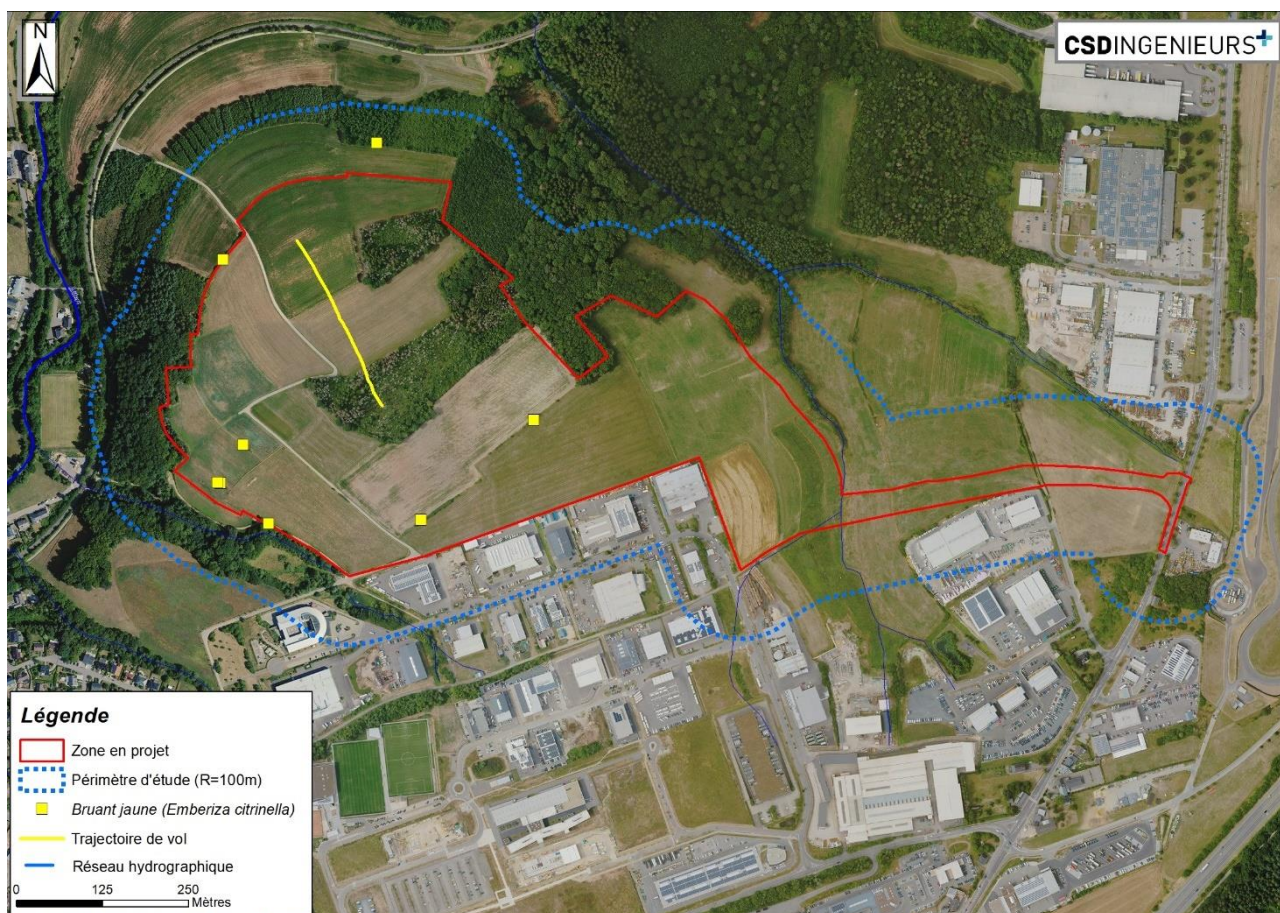 N
CSDINGENIEURS+
Légende
Zone en projet
Périmètre d'étude (R=100m)
Bruant jaune (Emberiza citrinella)
Trajectoire de vol
Réseau hydrographique
0 125 250
Mètres